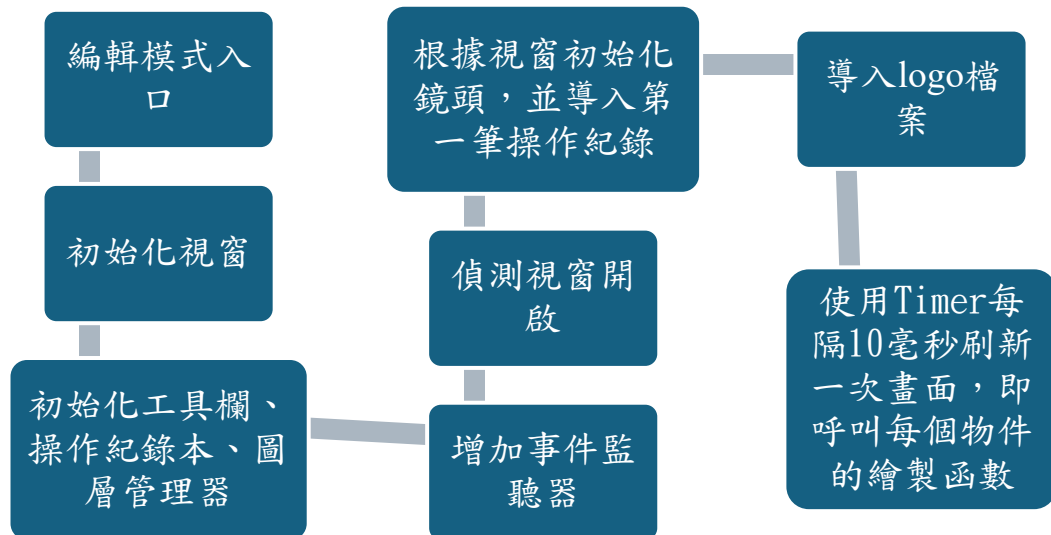 編輯模式入
口
初始化視窗
初始化工具欄、
操作紀錄本、圖
層管理器
增加事件監
聽器
偵測視窗開
啟
根據視窗初始化
鏡頭，並導入第
一筆操作紀錄
導入logo檔
案
使用Timer每
隔10毫秒刷新
一次畫面，即
呼叫每個物件
的繪製函數